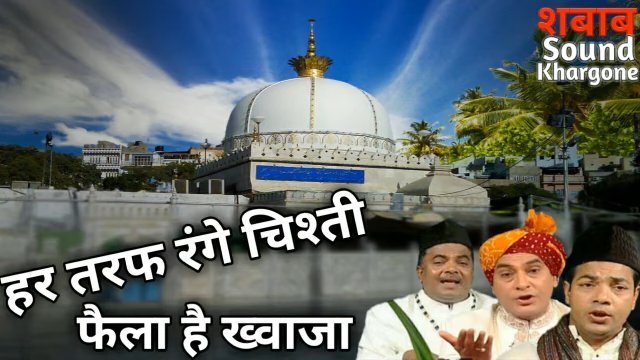 शबाब
Sound
Khargone
हर तरफ रंगे चिश्ती
फैला है ख्वाजा